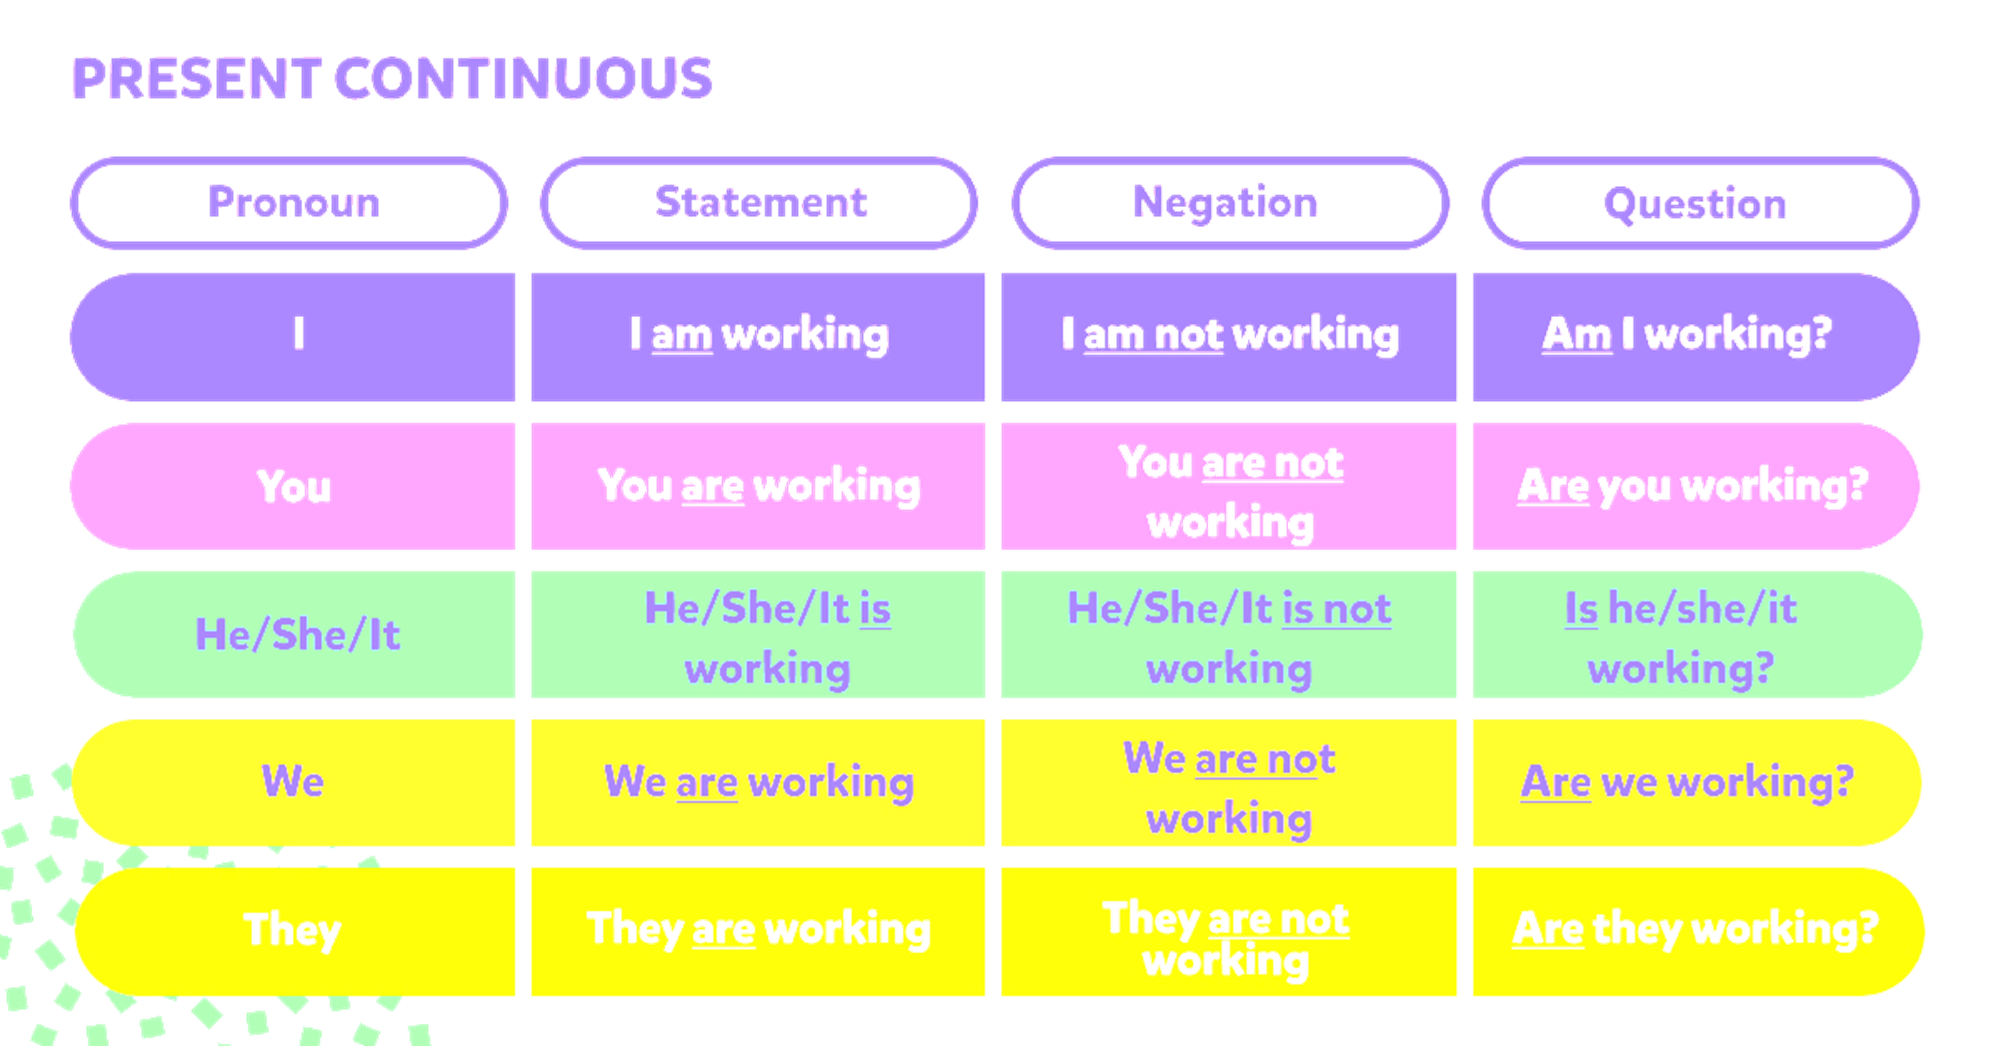 PRESENT CONTINUOUS
Pronoun
Statement
Negation
Question
I
I am working
I am not working
Am I working?
You
You are working
You are not
working
Are you working?
He/She/It
He/She/It is
working
He/She/It is not
working
Is he/she/it
working?
We
We are working
We are not
working
Are we working?
They
They are working
They are not
working
Are they working?